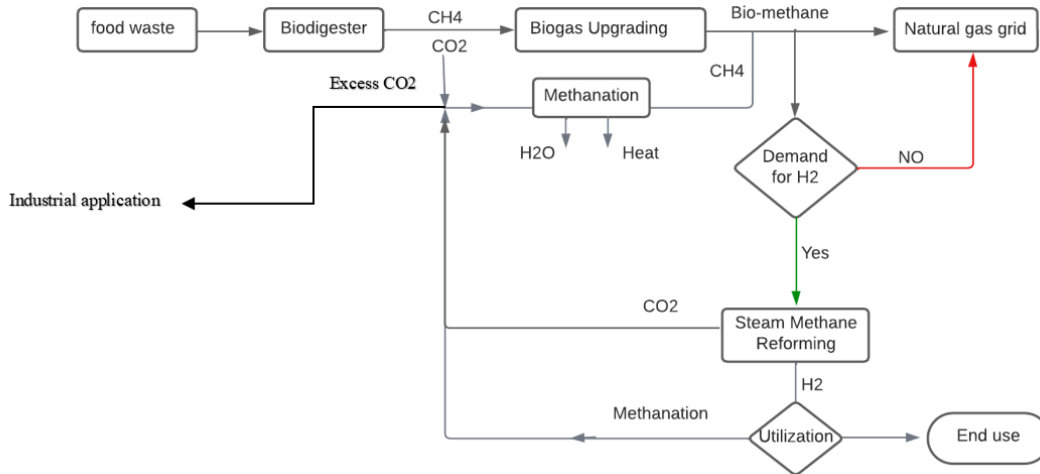 food waste
Biodigester
CH4
CO2
Biogas Upgrading
Bio-methane
Natural gas grid
CH4
Excess CO2
Methanation
H2O
Heat
Demand
for H2
NO
Industrial application
Yes
CO2
Steam Methane
Reforming
H2
Methanation
Utilization
End use